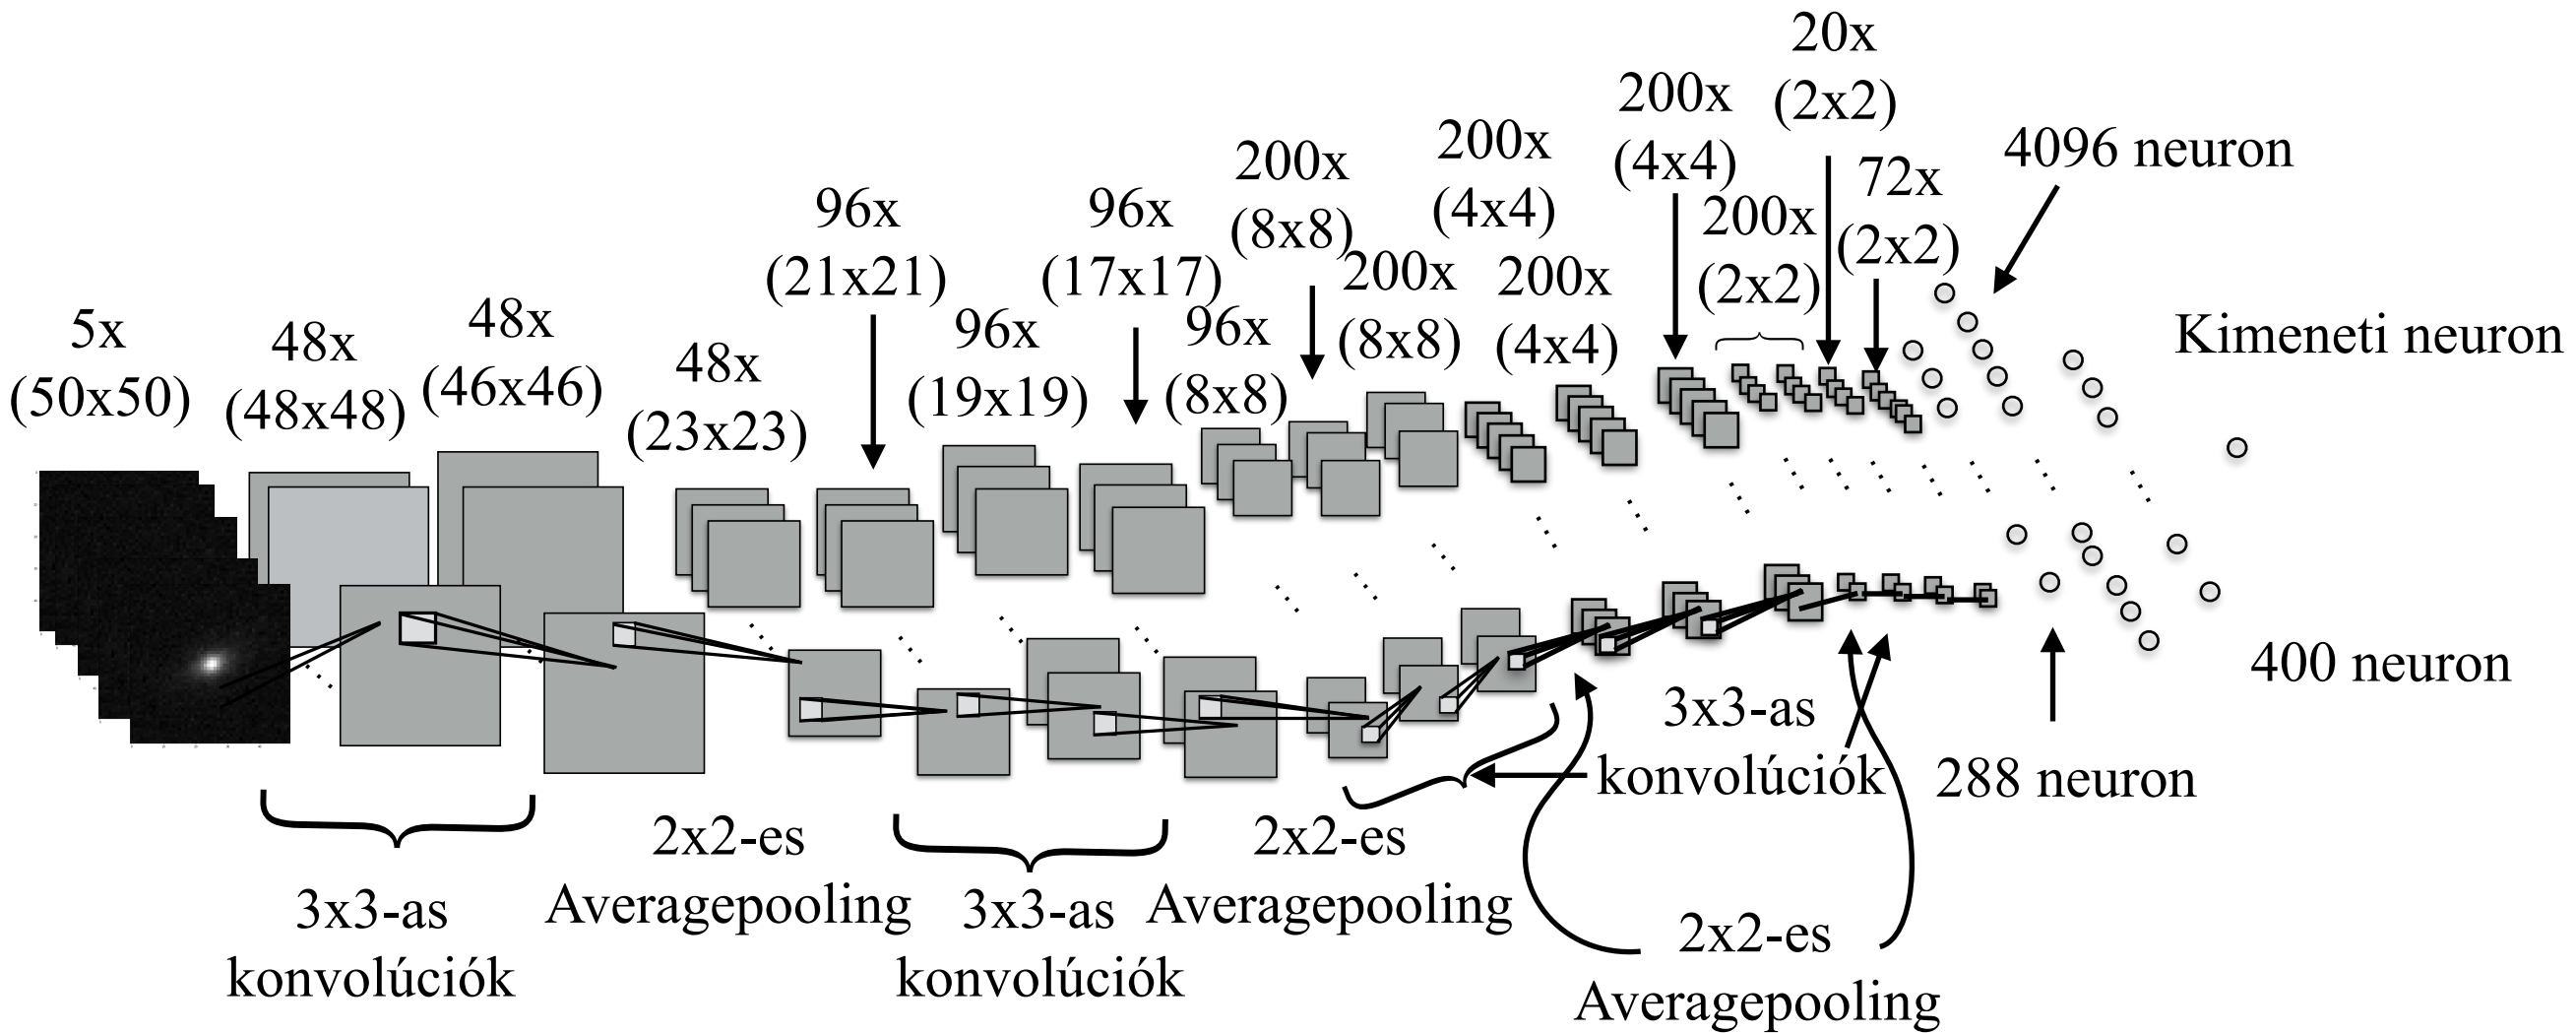 5x
(50x50)
48x
(48x48)
48x
(46x46)
48x
(23x23)
96x
(21x21)
96x
(19x19)
96x
(17x17)
96x
(8x8)
200x
(8x8)
200x
(8x8)
200x
(4x4)
200x
(4x4)
200x
(4x4)
200x
(2x2)
20x
(2x2)
72x
(2x2)
4096 neuron
Kimeneti neuron
400 neuron
288 neuron
3x3-as
konvolúciók
2x2-es
Averagepooling
3x3-as
konvolúciók
2x2-es
Averagepooling
3x3-as
konvolúciók
2x2-es
Averagepooling